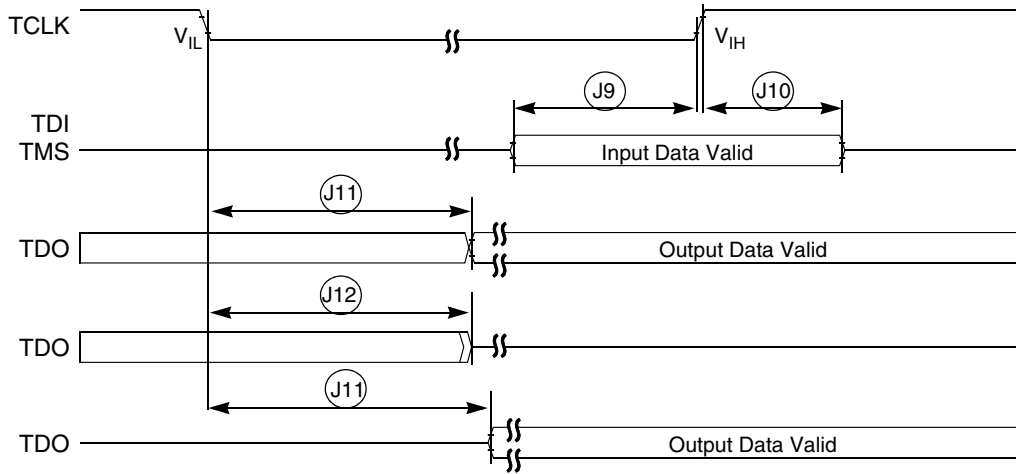 TCLK
VIL
VIH
J9
J10
TDI
TMS
Input Data Valid
J11
TDO
Output Data Valid
J12
TDO
J11
TDO
Output Data Valid